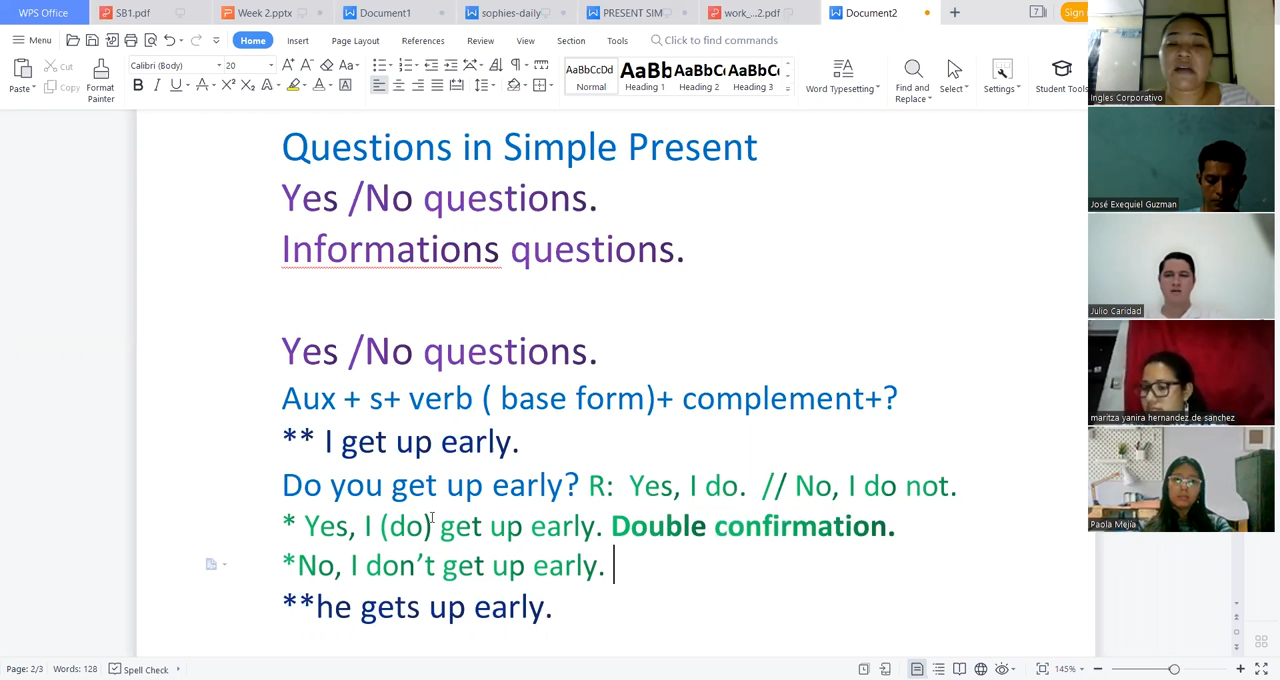 SB1.pdf Week 2.pptx Document1 sophies-daily PRESENT SIM work_...2.pdf Document2
WPS Office
Sign
Menu Home Insert Page Layout References Review View Section Tools Click to find commands
Calibri (Body) 20
Paste Cut Copy Format Painter
AaBbCcDd AaBb AaBbC AaBbC
Normal Heading 1 Heading 2 Heading 3
Word Typesetting Find and Replace Select Settings Student Tools
Questions in Simple Present
Yes /No questions.
Informations questions.
Yes /No questions.
Aux + s+ verb ( base form)+ complement+?
** I get up early.
Do you get up early? R: Yes, I do. // No, I do not.
* Yes, I (do) get up early. Double confirmation.
*No, I don’t get up early.
**he gets up early.
Ingles Corporativo
José Exequiel Guzman
Julio Caridad
maritza yanira hernandez de sanchez
Paola Mejia
Page: 2/3 Words: 128 Spell Check 145%